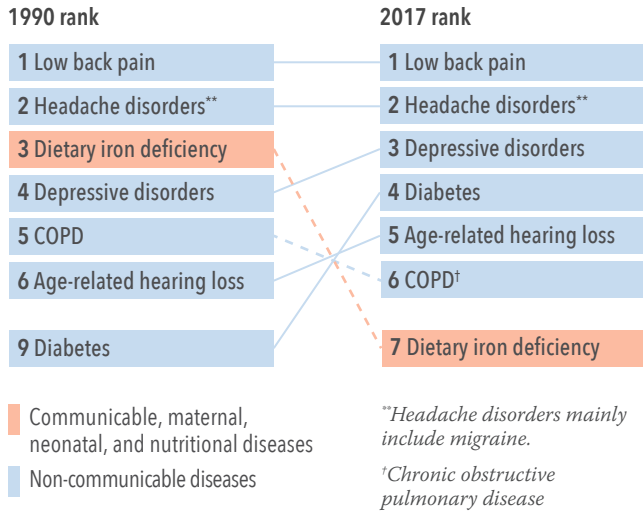 1990 rank
1 Low back pain
2 Headache disorders**
3 Dietary iron deficiency
4 Depressive disorders
5 COPD
6 Age-related hearing loss
9 Diabetes
2017 rank
1 Low back pain
2 Headache disorders**
3 Depressive disorders
4 Diabetes
5 Age-related hearing loss
6 COPD†
7 Dietary iron deficiency
Communicable, maternal,
neonatal, and nutritional diseases
Non-communicable diseases
**Headache disorders mainly
include migraine.
†Chronic obstructive
pulmonary disease